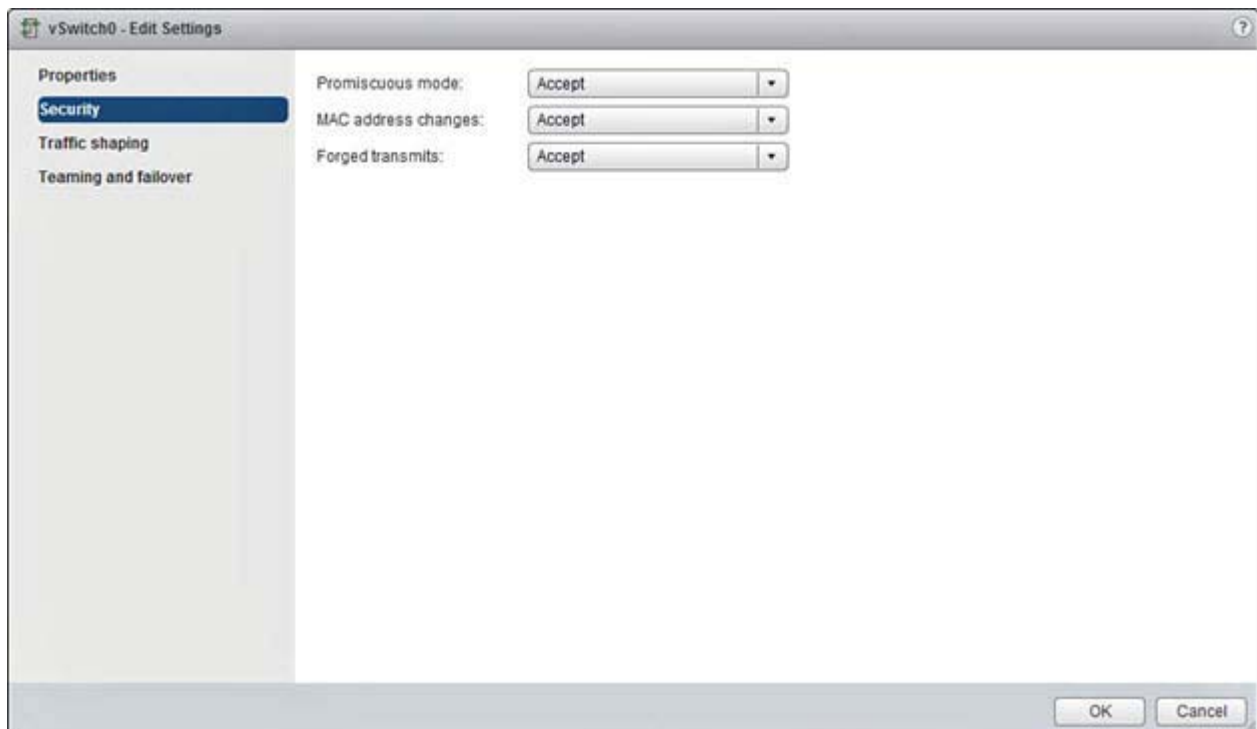 vSwitch0 - Edit Settings
?
Properties
Security
Traffic shaping
Teaming and failover
Promiscuous mode: Accept
MAC address changes: Accept
Forged transmits: Accept
OK Cancel